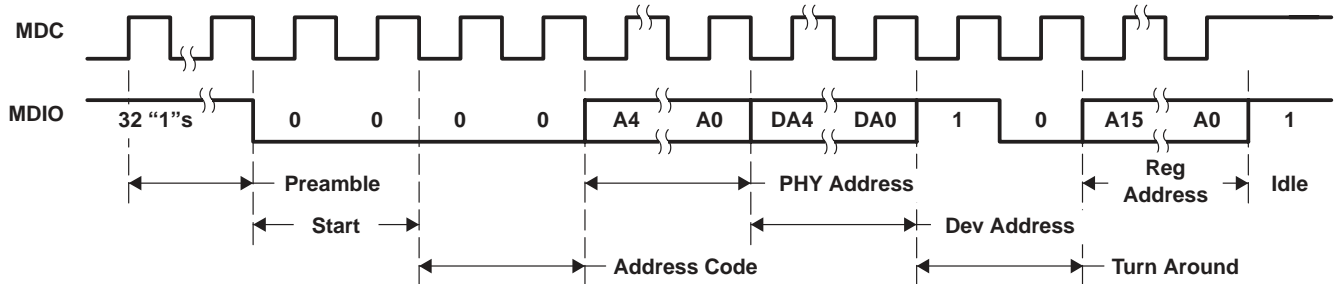 MDC
MDIO
32 “1”s 0 0 0 0 A4 A0 DA4 DA0 1 0 A15 A0 1
Preamble PHY Address Reg Address Idle
Start Dev Address
Address Code Turn Around